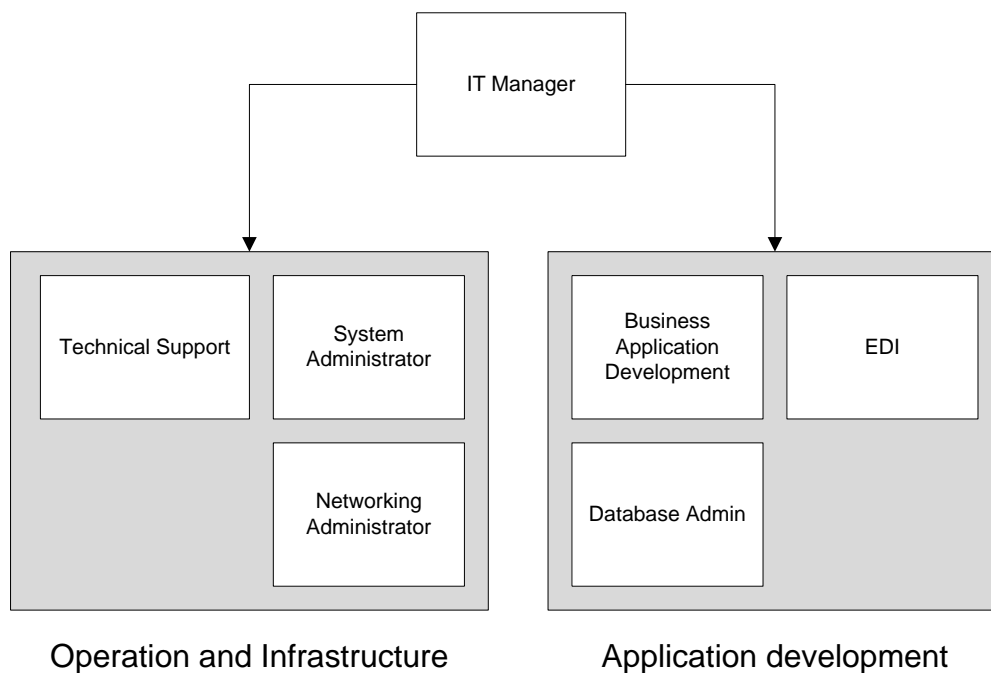 IT Manager
Technical Support
System
Administrator
Networking
Administrator
Operation and Infrastructure
Business
Application
Development
EDI
Database Admin
Application development